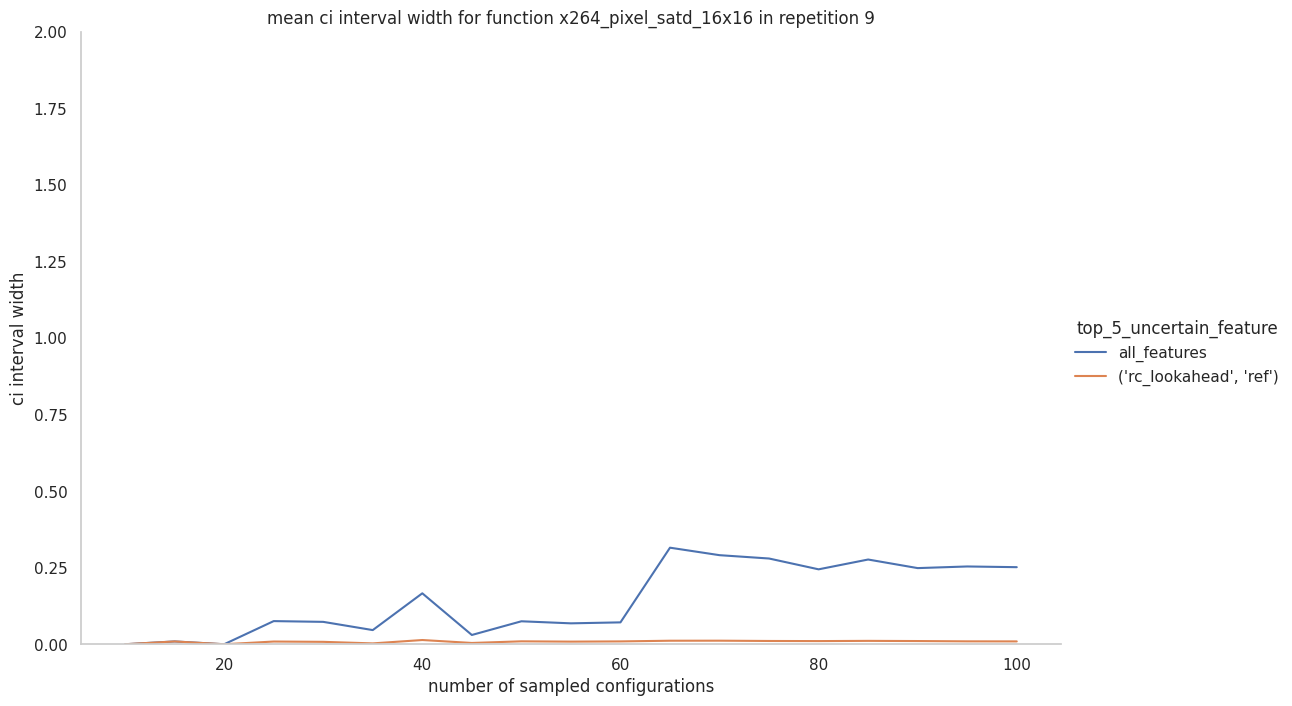 mean ci interval width for function x264_pixel_satd_16x16 in repetition 9
2.00
1.75
1.50
1.25
1.00
0.75
0.50
0.25
0.00
ci interval width
20
40
60
80
100
number of sampled configurations
top_5_uncertain_feature
all_features
('rc_lookahead', 'ref')